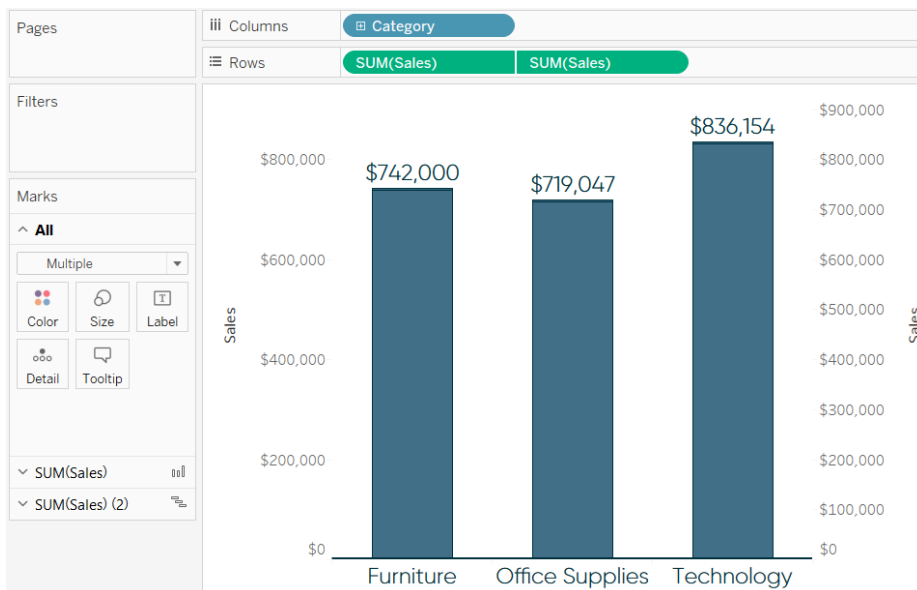 Pages
Columns
Category
Rows
SUM(Sales)
SUM(Sales)
Filters
Marks
All
Multiple
Color
Size
T
Label
Detail
Tooltip
SUM(Sales)
SUM(Sales) (2)
Sales
$800,000
$600,000
$400,000
$200,000
$0
$742,000
$719,047
$836,154
Furniture
Office Supplies
Technology
$900,000
$800,000
$700,000
$600,000
$500,000
$400,000
$300,000
$200,000
$100,000
$0
Sales